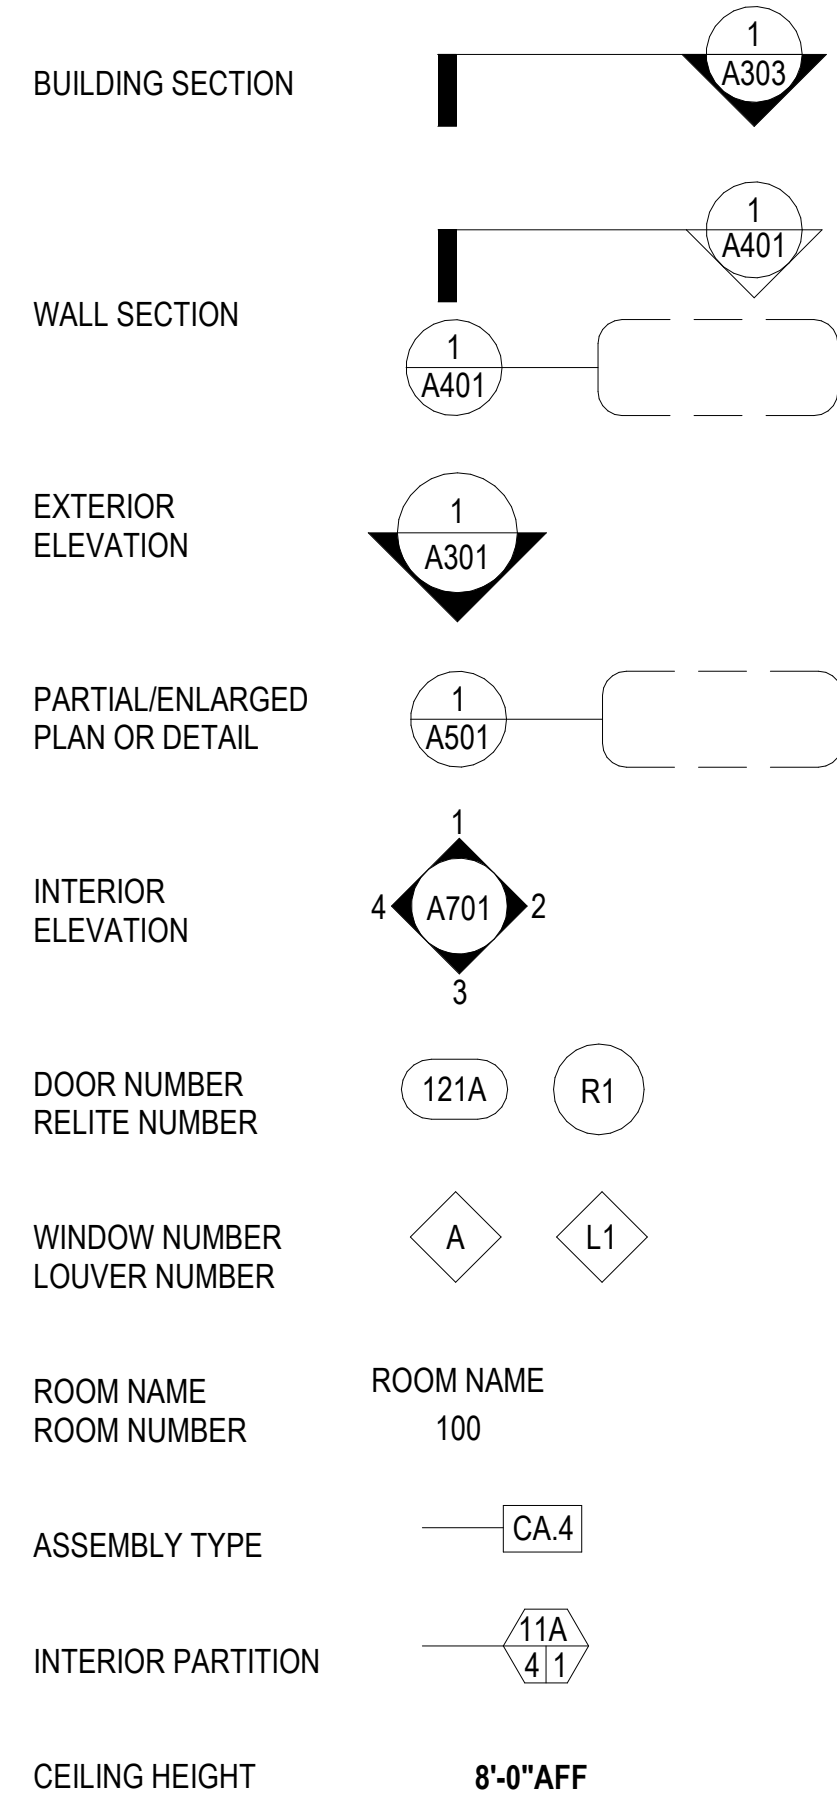 1
BUILDING SECTION
A303
1
A401
WALL SECTION
1
A401
EXTERIOR
ELEVATION
1
A301
PARTIAL/ENLARGED
PLAN OR DETAIL
1
A501
1
INTERIOR
ELEVATION
4 A701 2
3
DOOR NUMBER
RELITE NUMBER
121A R1
WINDOW NUMBER
LOUVER NUMBER
A L1
ROOM NAME
ROOM NUMBER
ROOM NAME
100
ASSEMBLY TYPE
CA.4
INTERIOR PARTITION
11A
4 1
CEILING HEIGHT
8'-0"AFF